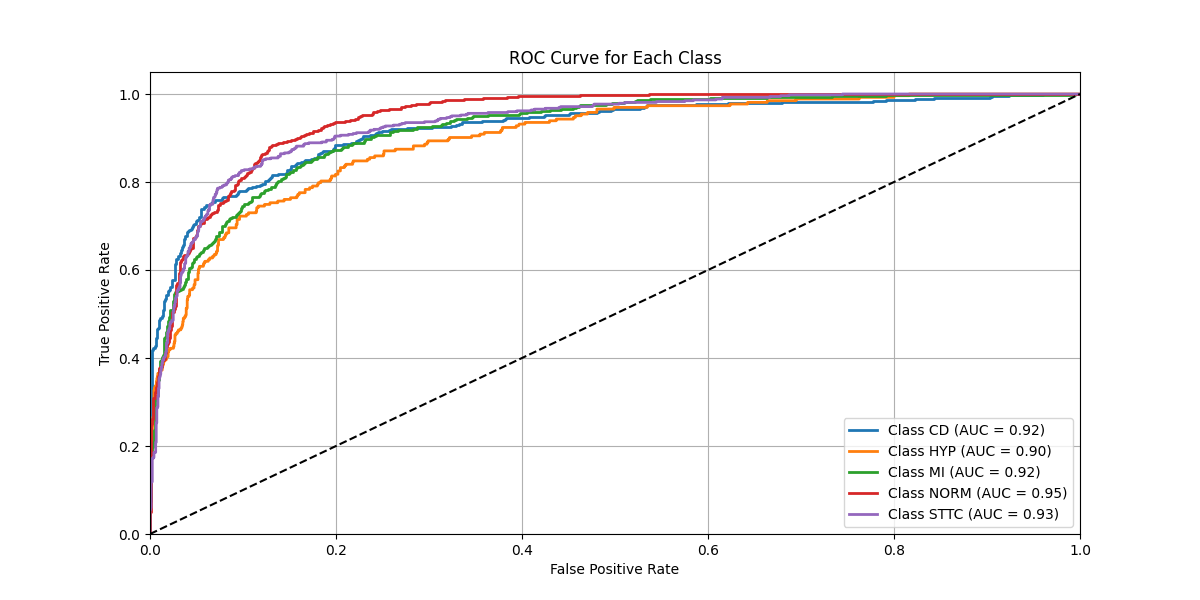 ROC Curve for Each Class
True Positive Rate
1.0
0.8
0.6
0.4
0.2
0.0
0.0 0.2 0.4 0.6 0.8 1.0
False Positive Rate
Class CD (AUC = 0.92)
Class HYP (AUC = 0.90)
Class MI (AUC = 0.92)
Class NORM (AUC = 0.95)
Class STTC (AUC = 0.93)